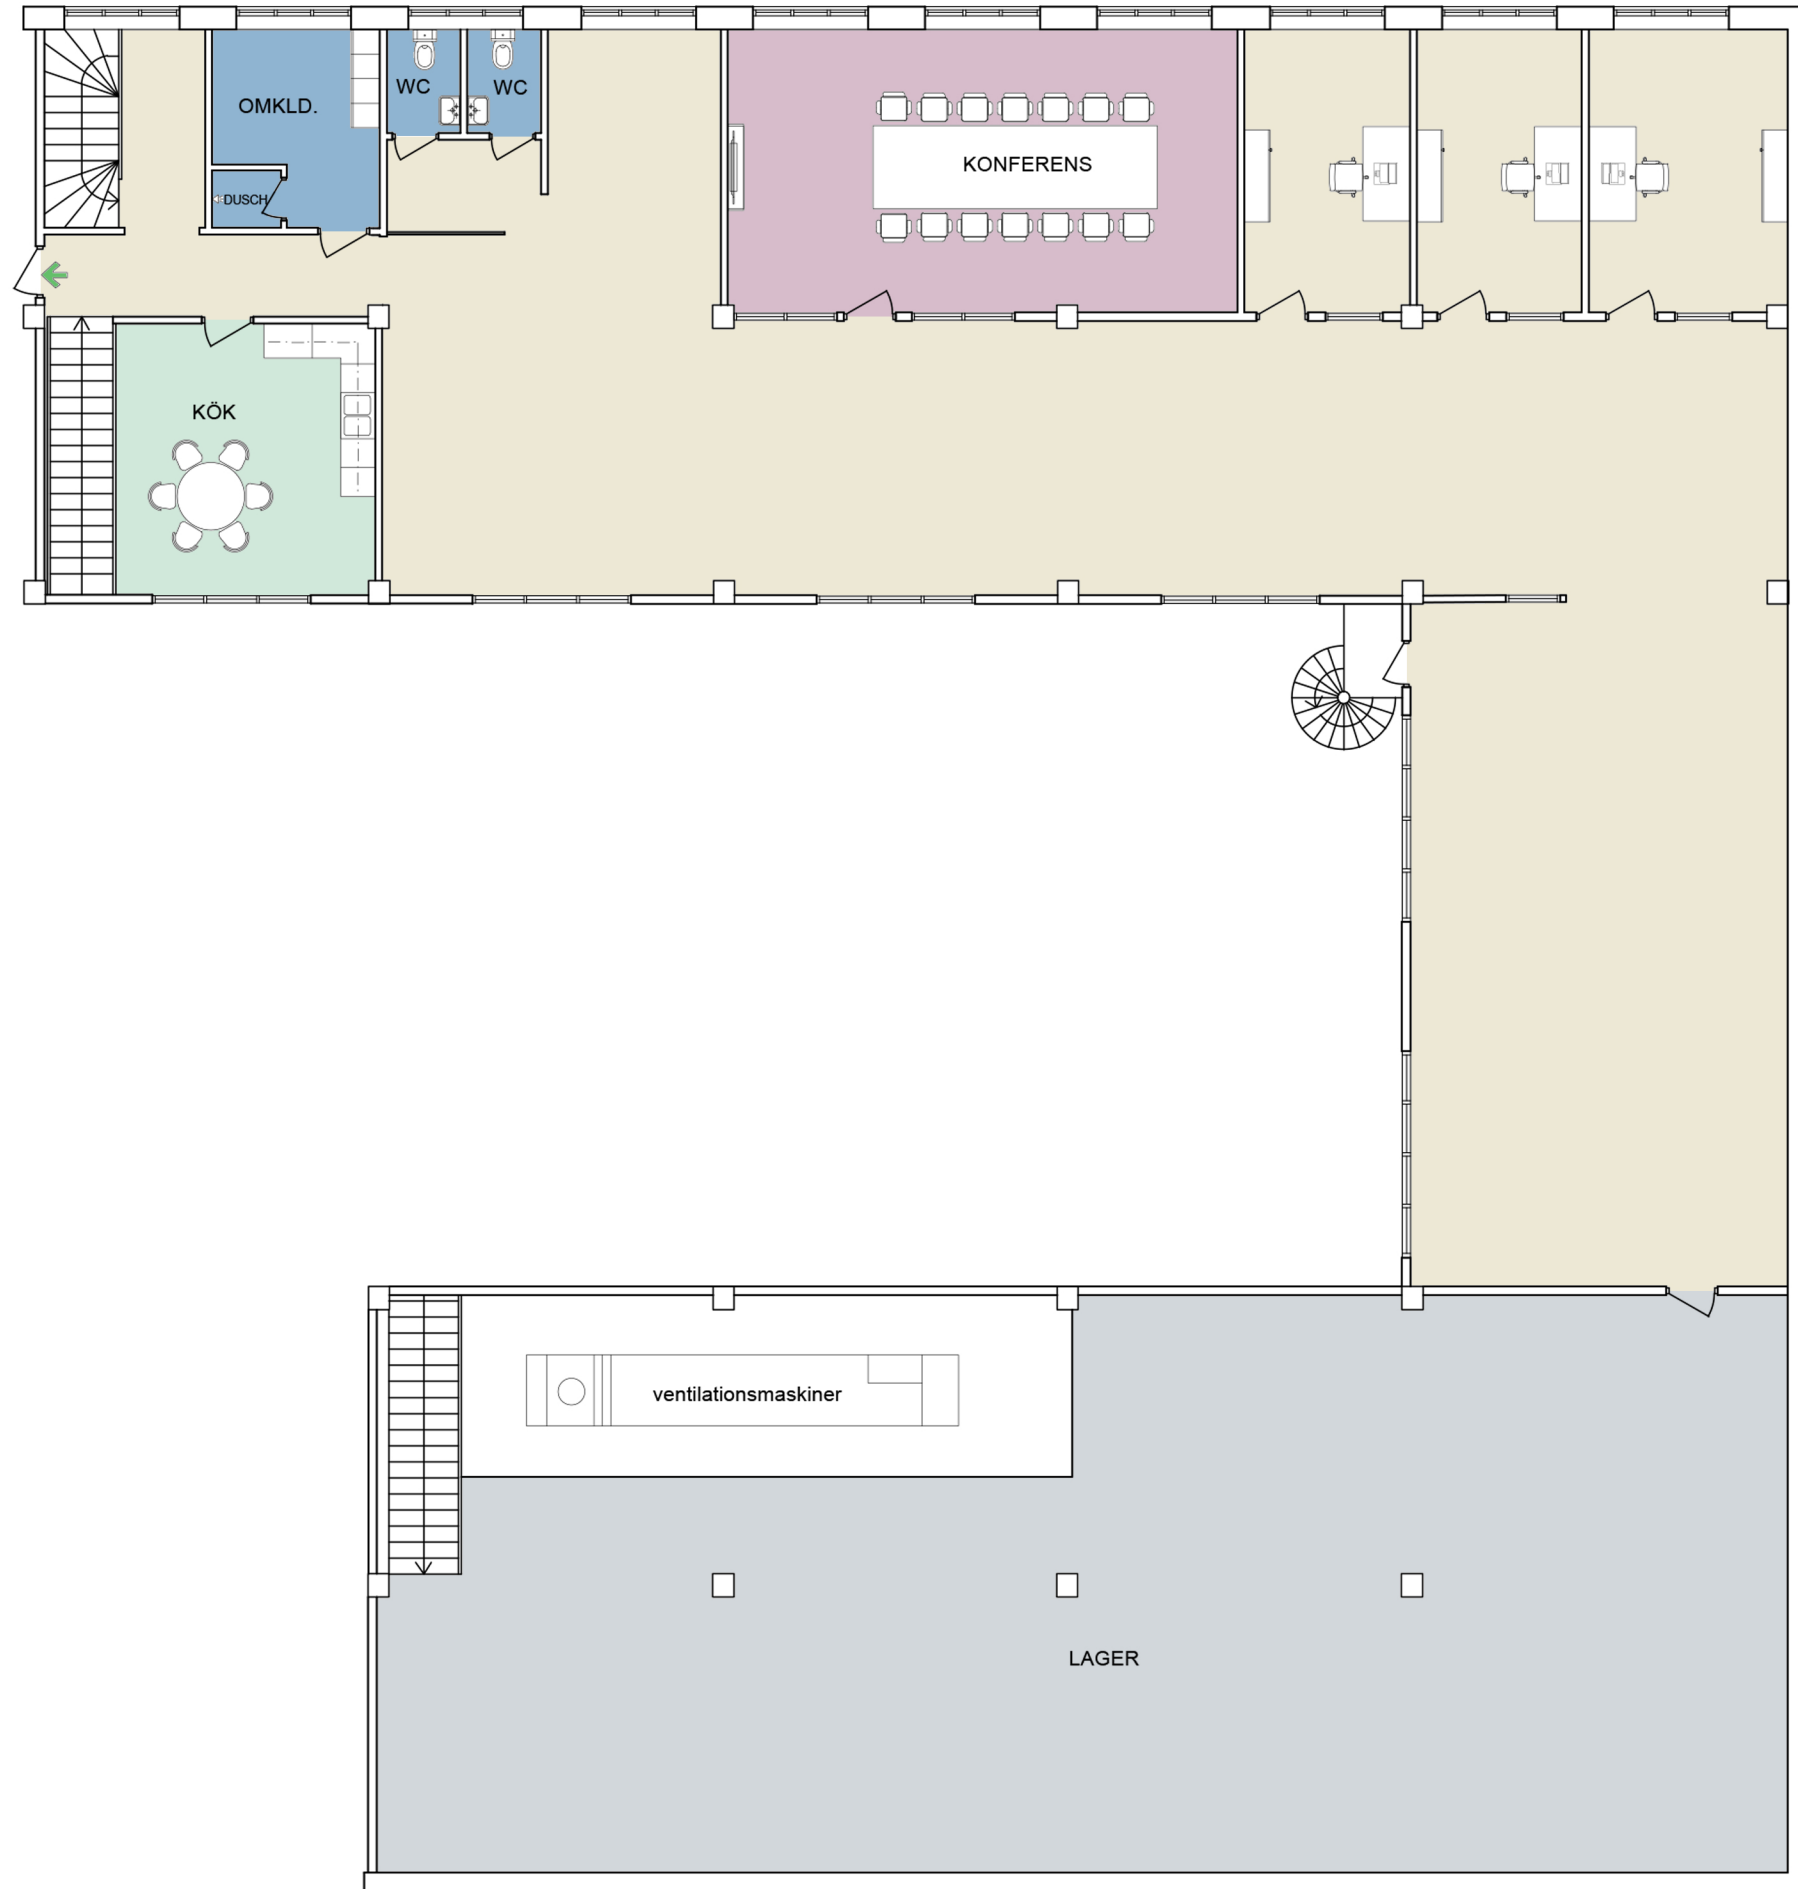 WC
WC
OMKLD.
KONFERENS
DUSCH
KÖK
ventilationsmaskiner
LAGER